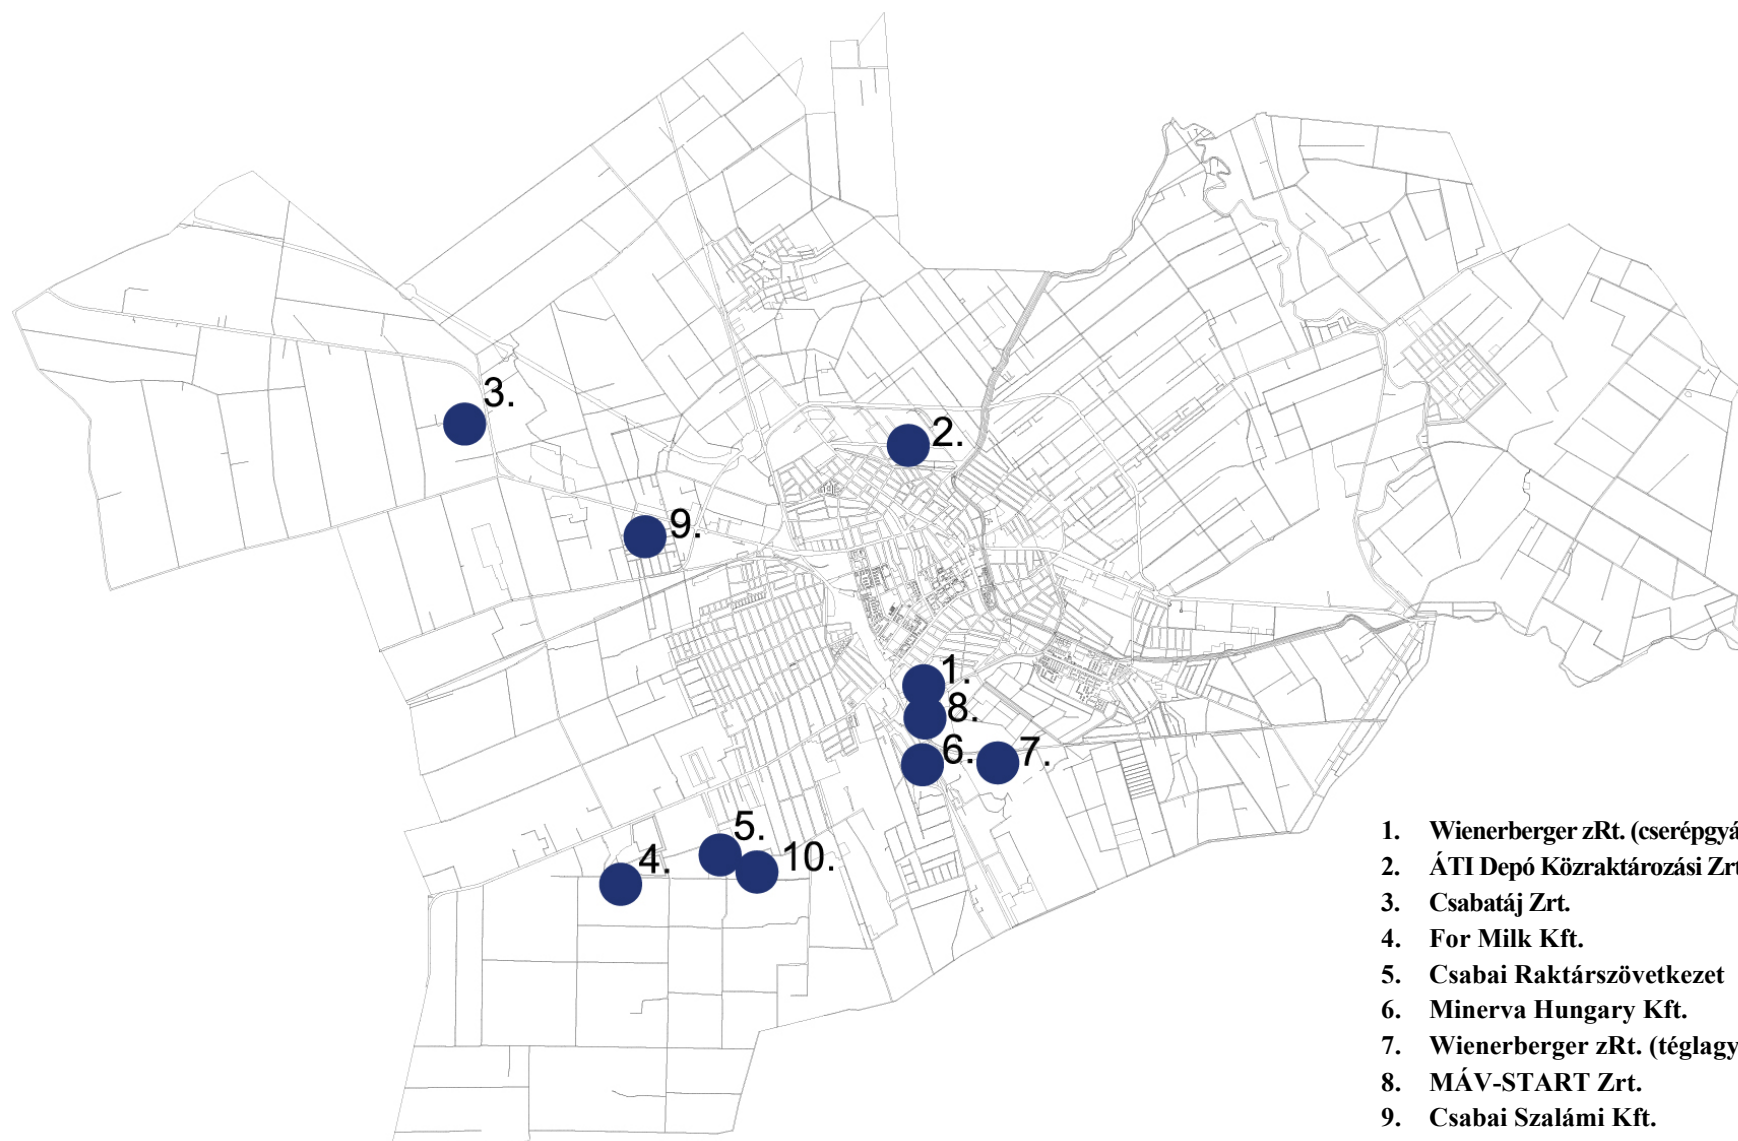 3.
2.
9.
1.
8.
6.
7.
5.
10.
4.
1. Wienerberger zRt. (cserépgyá
2. ÁTI Depó Közraktározási Zrt
3. Csabatáj Zrt.
4. For Milk Kft.
5. Csabai Raktárszövetkezet
6. Minerva Hungary Kft.
7. Wienerberger zRt. (téglagy
8. MÁV-START Zrt.
9. Csabai Szalámi Kft.